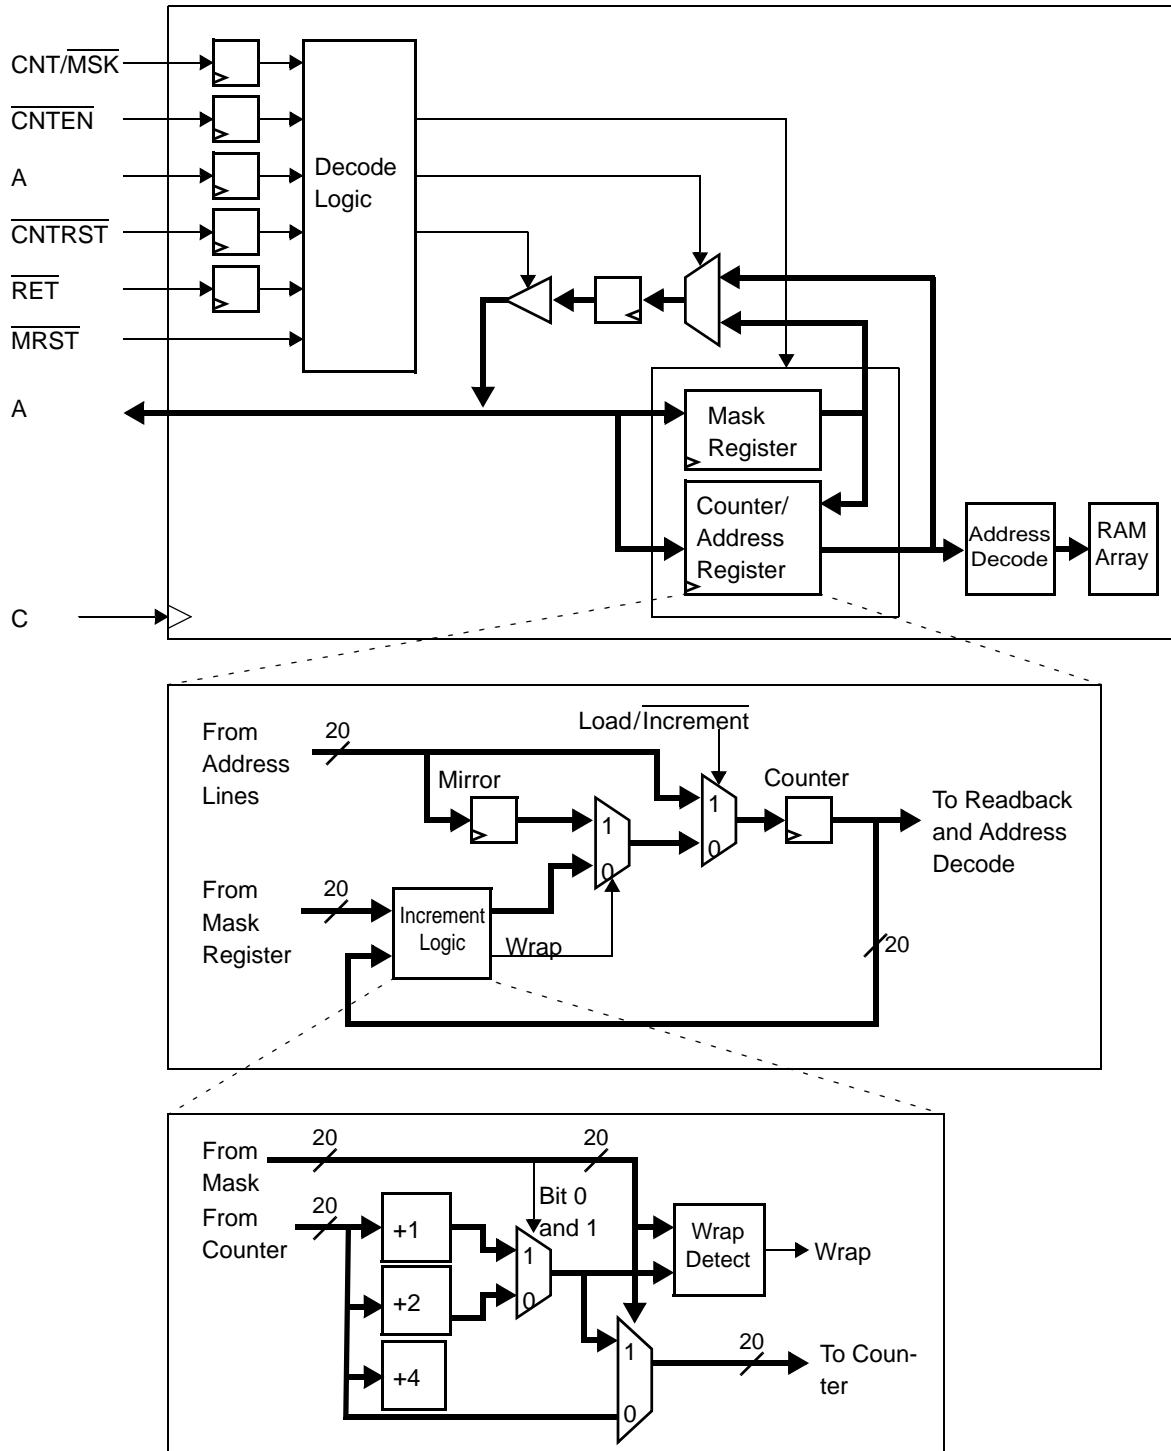 CNT/MSK
CNTEN
A
CNTRST
RET
MRST
A
C
Decode
Logic
Mask
Register
Counter/
Address
Register
Address
Decode
RAM
Array
From
Address
Lines
20
Load/Increment
Mirror
Counter
1
0
1
0
To Readback
and Address
Decode
From
Mask
Register
20
Increment
Logic
Wrap
20
From
Mask
20
20
From
Counter
20
Bit 0
and 1
+1
+2
+4
1
0
Wrap
Detect
Wrap
1
0
20
To Coun-
ter